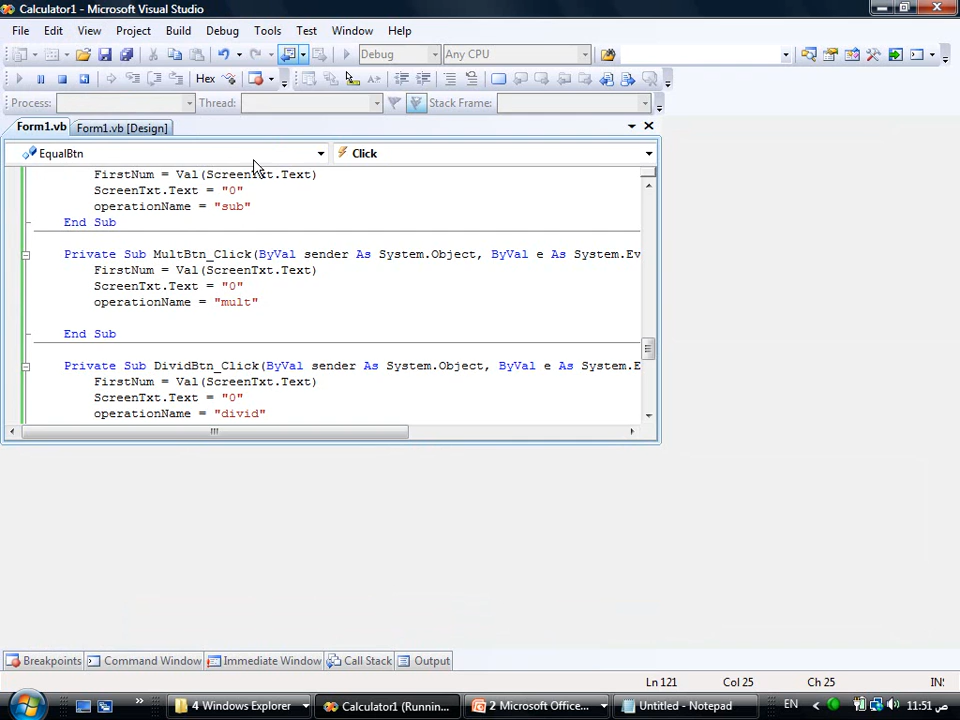 Calculator1 - Microsoft Visual Studio
File Edit View Project Build Debug Tools Test Window Help
Debug Any CPU
Hex
Process: Thread: Stack Frame:
Form1.vb Form1.vb [Design]
EqualBtn Click
FirstNum = Val(ScreenTxt.Text)
ScreenTxt.Text = "0"
operationName = "sub"
End Sub
Private Sub MultBtn_Click(ByVal sender As System.Object, ByVal e As System.Ev
FirstNum = Val(ScreenTxt.Text)
ScreenTxt.Text = "0"
operationName = "mult"
End Sub
Private Sub DividBtn_Click(ByVal sender As System.Object, ByVal e As System.E
FirstNum = Val(ScreenTxt.Text)
ScreenTxt.Text = "0"
operationName = "divid"
Breakpoints Command Window Immediate Window Call Stack Output
Ln 121 Col 25 Ch 25 INS
4 Windows Explorer Calculator1 (Runnin... 2 Microsoft Office... Untitled - Notepad EN 11:51 ص